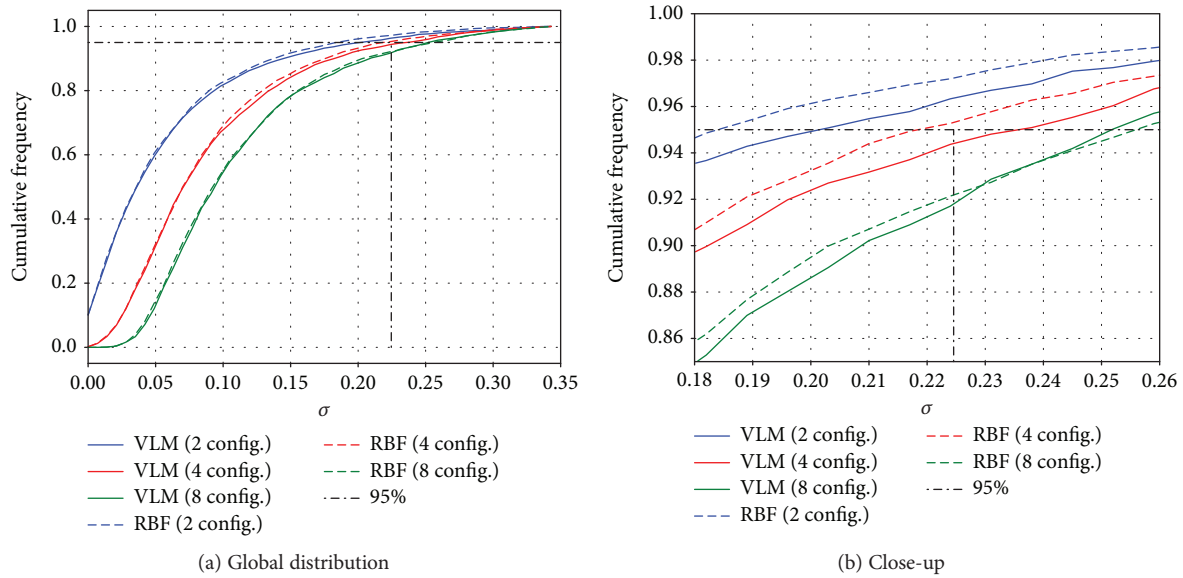 1.0
0.8
0.6
0.4
0.2
0.0
Cumulative frequency
0.00 0.05 0.10 0.15 0.20 0.25 0.30 0.35
σ
VLM (2 config.)
VLM (4 config.)
VLM (8 config.)
RBF (2 config.)
RBF (4 config.)
RBF (8 config.)
95%
(a) Global distribution
1.00
0.98
0.96
0.94
0.92
0.90
0.88
0.86
Cumulative frequency
0.18 0.19 0.20 0.21 0.22 0.23 0.24 0.25 0.26
σ
VLM (2 config.)
VLM (4 config.)
VLM (8 config.)
RBF (2 config.)
RBF (4 config.)
RBF (8 config.)
95%
(b) Close-up